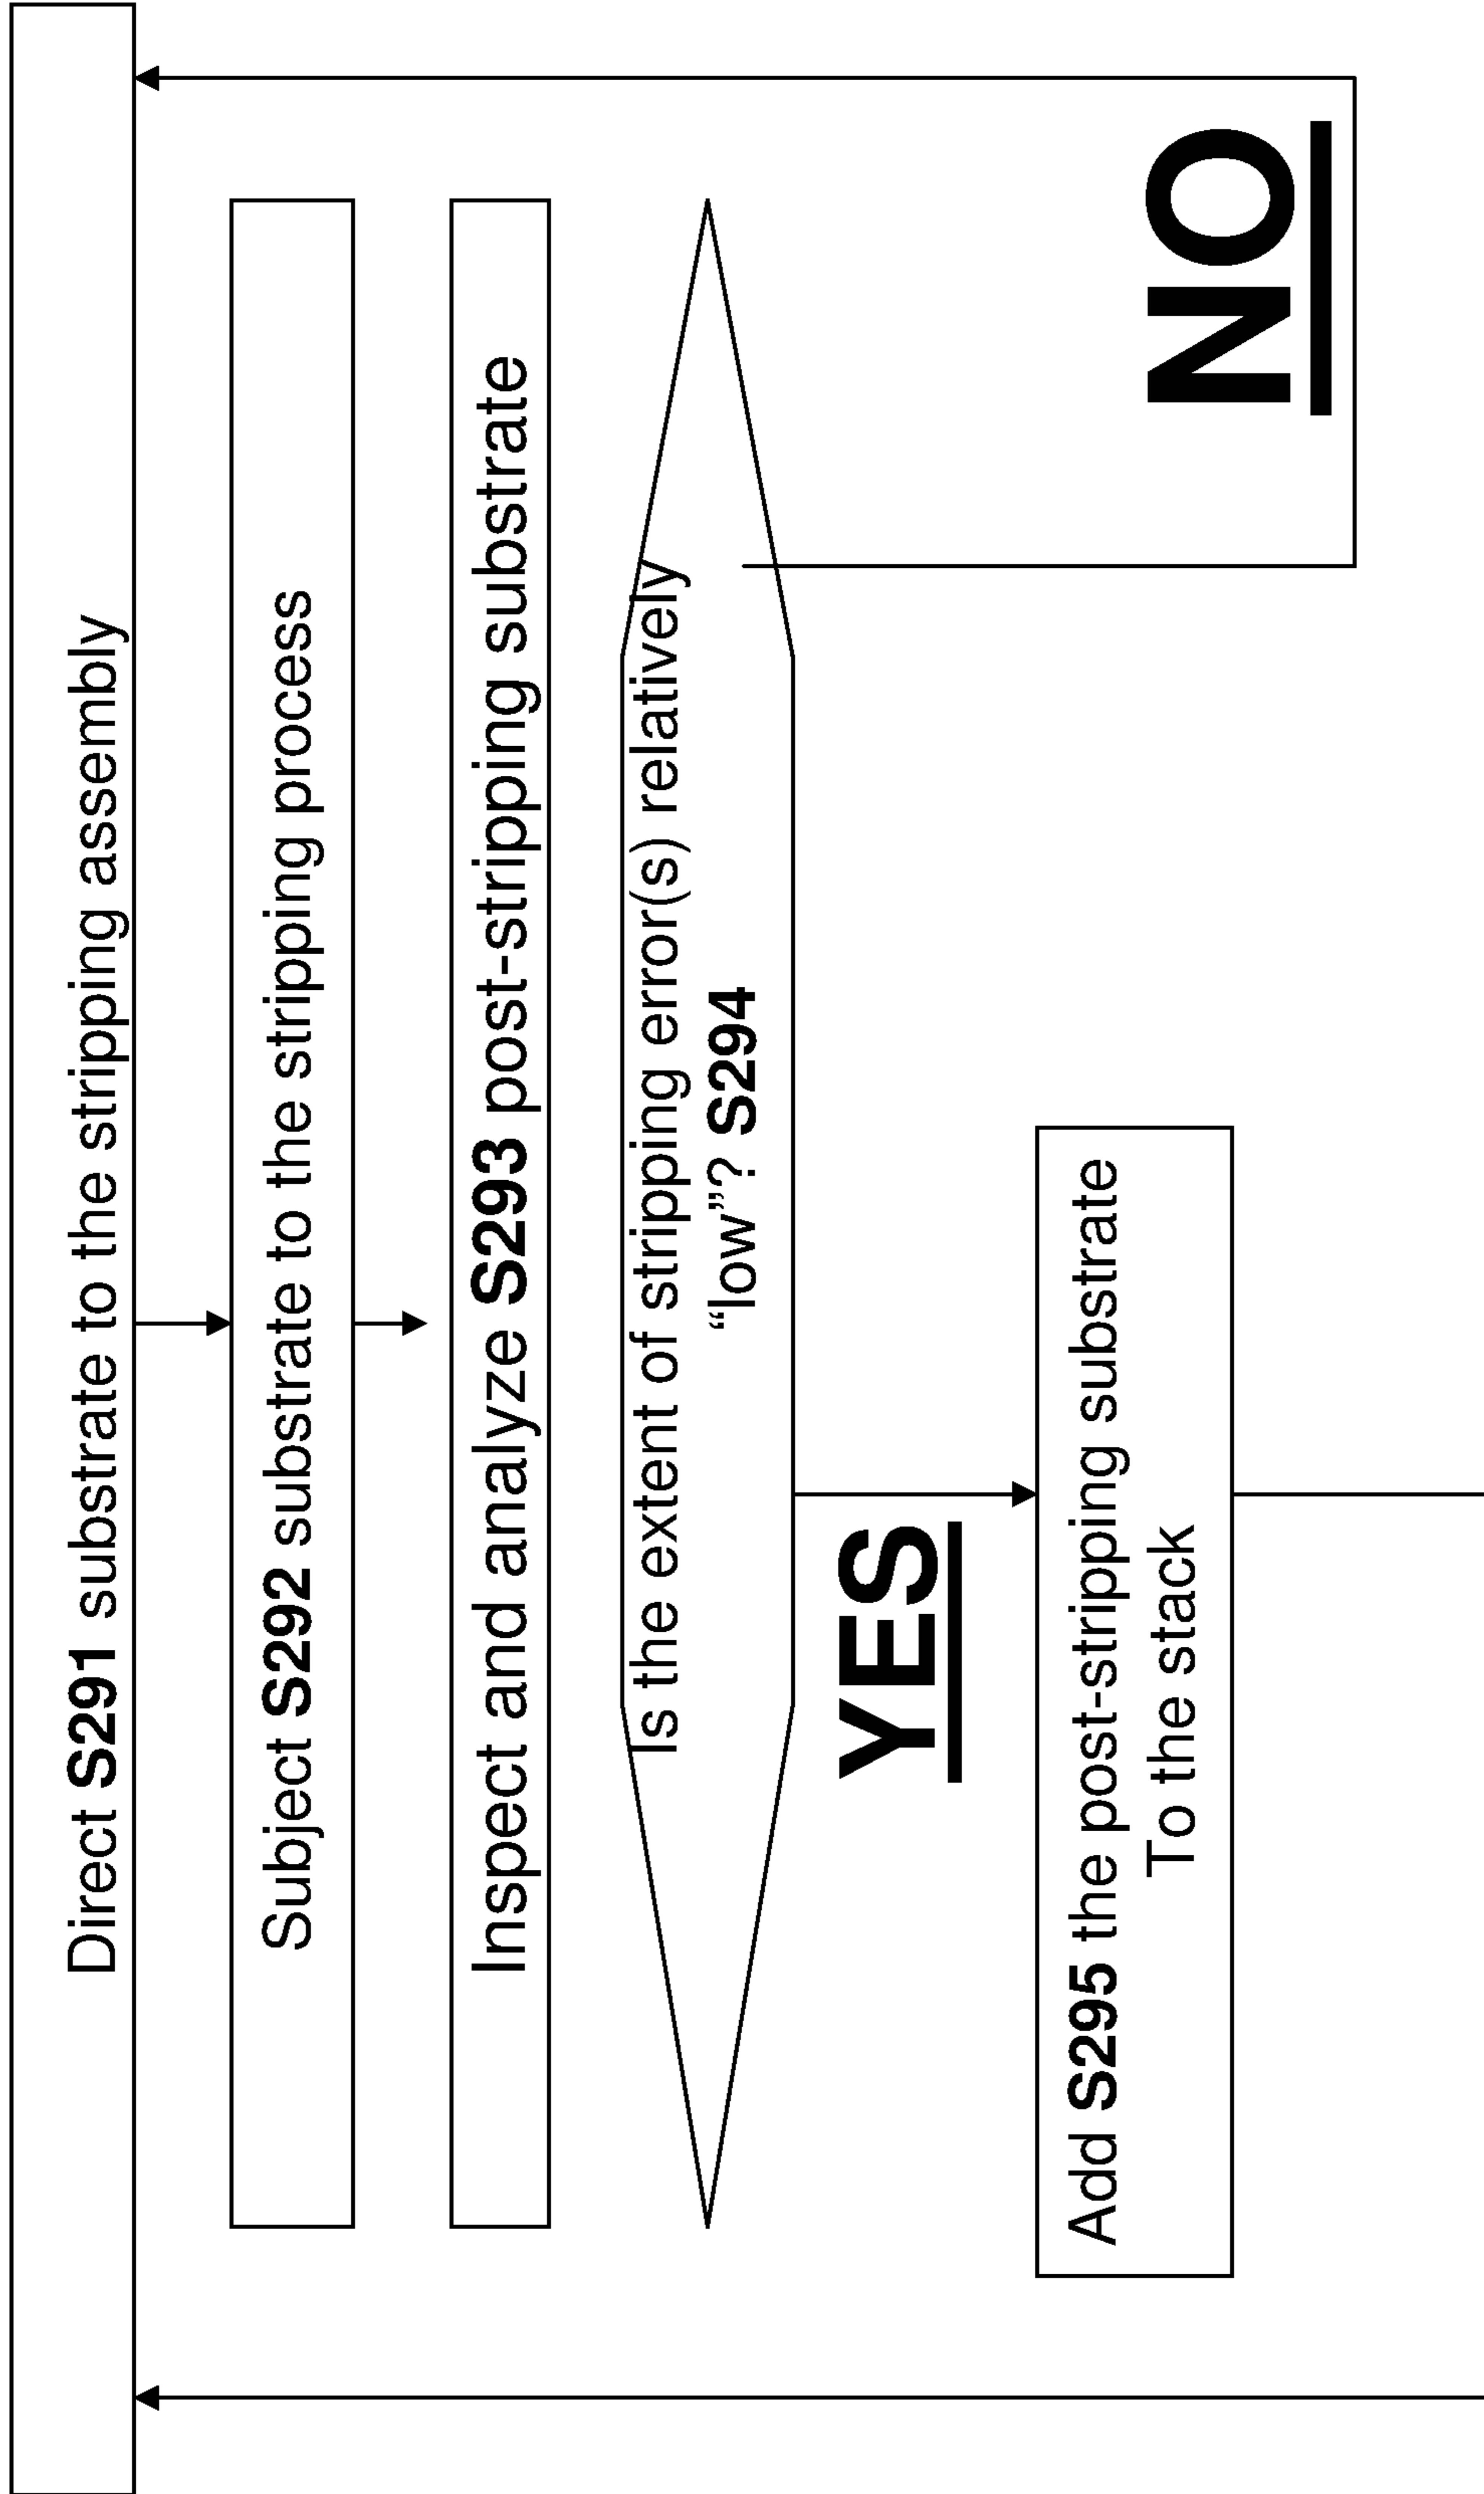 Direct S291 substrate to the stripping assembly
Subject S292 substrate to the stripping process
Inspect and analyze S293 post-stripping substrate
Is the extent of stripping error(s) relatively
“low”? S294
YES
NO
Add S295 the post-stripping substrate
To the stack